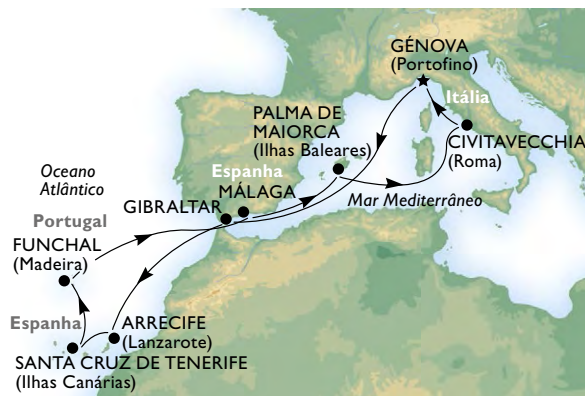 GÉNOVA
(Portofino)
Itália
PALMA DE
MAIORCA
(Ilhas Baleares)
CIVITAVECCHIA
(Roma)
Oceano
Atlântico
Espanha
MÁLAGA
Mar Mediterrâneo
GIBRALTAR
Portugal
FUNCHAL
(Madeira)
Espanha
ARRECIFE
(Lanzarote)
SANTA CRUZ DE TENERIFE
(Ilhas Canárias)